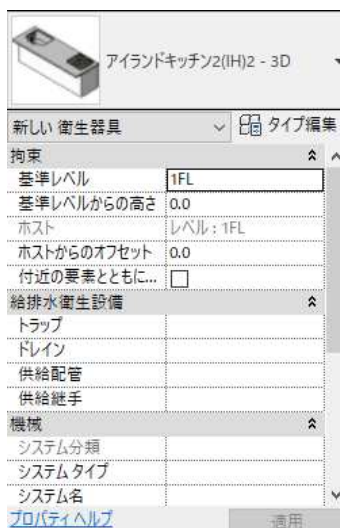 アイランドキッチン2(IH)2 - 3D
新しい 衛生器具 タイプ編集
拘束
基準レベル 1FL
基準レベルからの高さ 0.0
ホスト レベル : 1FL
ホストからのオフセット 0.0
付近の要素とともに...
給排水衛生設備
トラップ
ドレイン
供給配管
供給継手
機械
システム分類
システム タイプ
システム名
プロパティ ヘルプ 適用